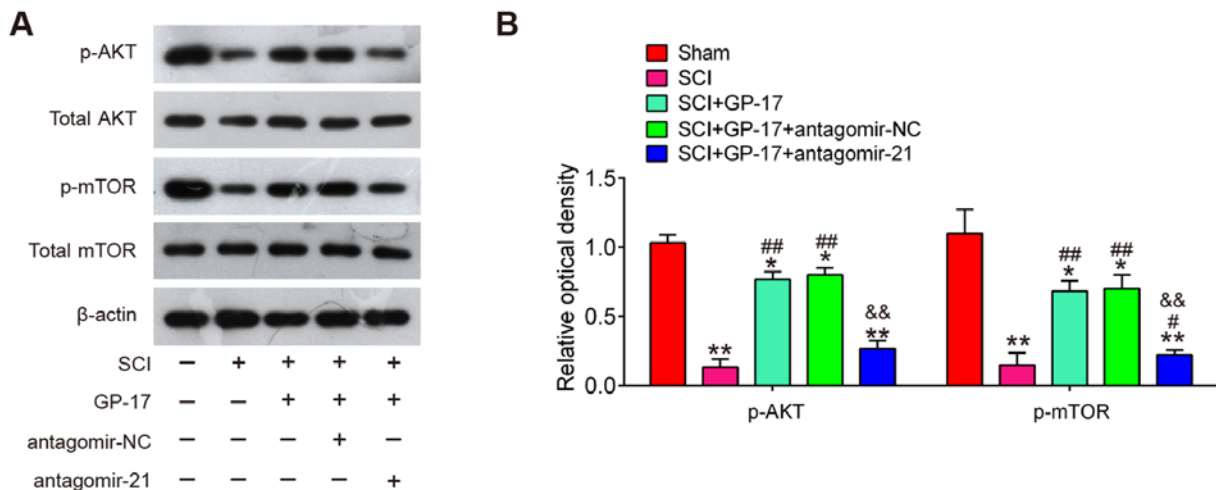 A
p-AKT
Total AKT
p-mTOR
Total mTOR
β-actin
SCI − + + + +
GP-17 − − + + +
antagomir-NC − − − + −
antagomir-21 − − − − +
B
Sham
SCI
SCI+GP-17
SCI+GP-17+antagomir-NC
SCI+GP-17+antagomir-21
Relative optical density
1.5
1.0
0.5
0.0
**
##
*
##
*
&&
**
**
##
*
##
*
&&
#
**
p-AKT
p-mTOR